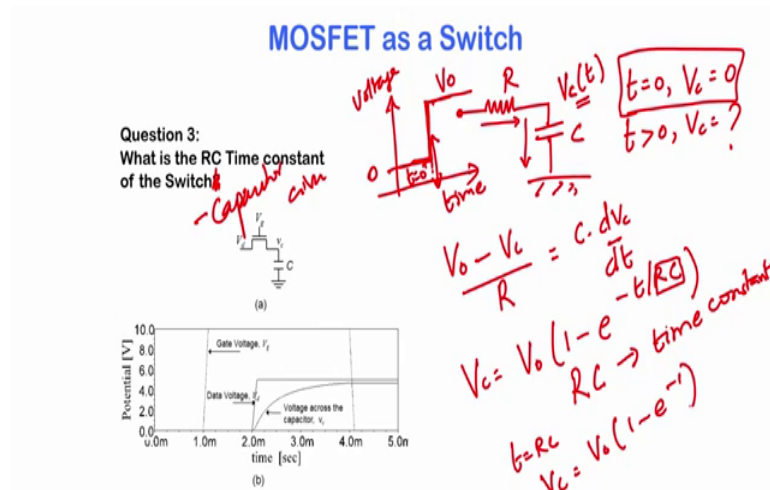 MOSFET as a Switch
Question 3:
What is the RC Time constant
of the Switch?
- Capacitor
Voltage
V₀
0
t=0
time
R
Vc(t)
C
t=0, Vc = 0
t>0, Vc = ?
V₀ - Vc / R = C. dVc / dt
Vc = V₀ (1 - e^-t/RC)
RC → time constant
t=RC
Vc = V₀ (1 - e^-1)
Vg
Vd
vc
C
(a)
Potential [V]
10.0
8.0
6.0
4.0
2.0
0.0
Gate Voltage, Vg
Data Voltage, Vd
Voltage across the
capacitor, vc
0.0m 1.0m 2.0m 3.0m 4.0m 5.0m
time [sec]
(b)